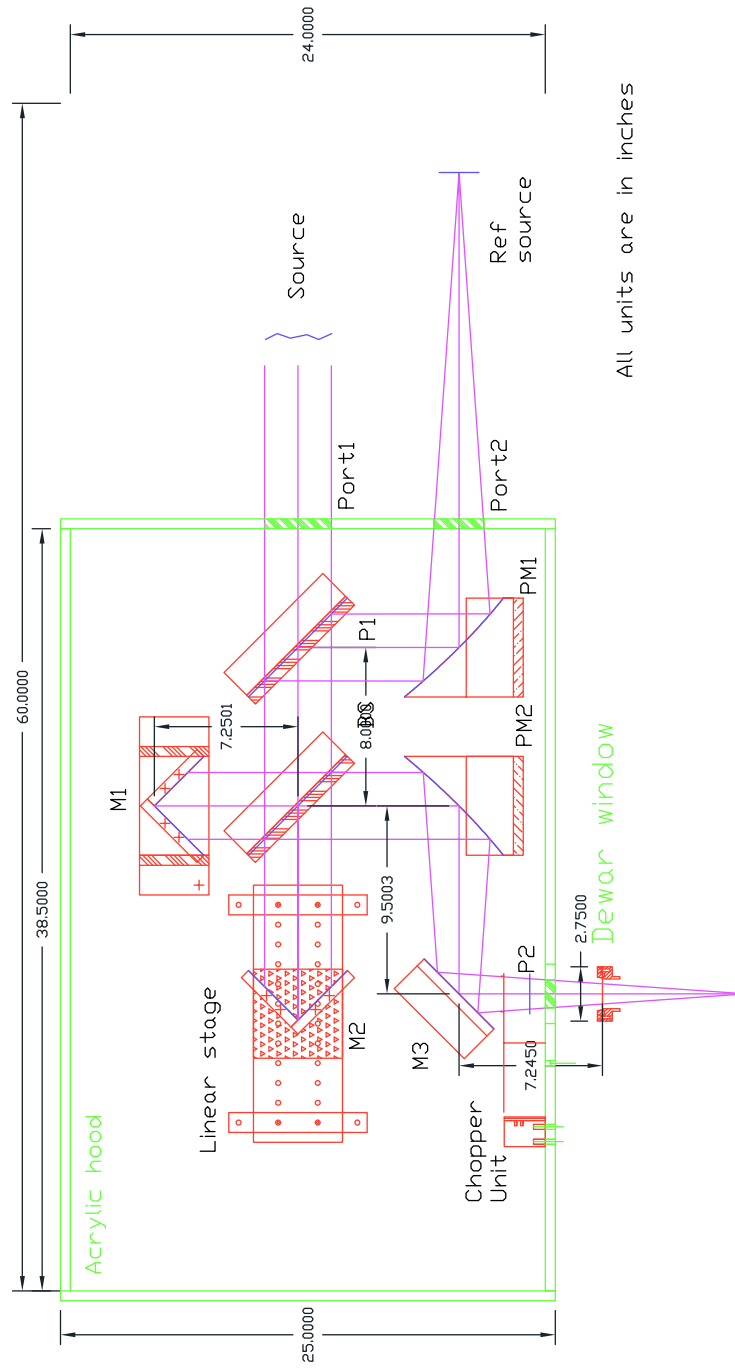 60.0000
38.5000
25.0000
24.0000
Acrylic hood
M1
7.2501
Source
Linear stage
M2
P1
Port1
8.0000
9.5003
M3
PM2
PM1
Port2
Ref
source
Chopper
Unit
P2
7.2450
2.7500
Dewar window
All units are in inches